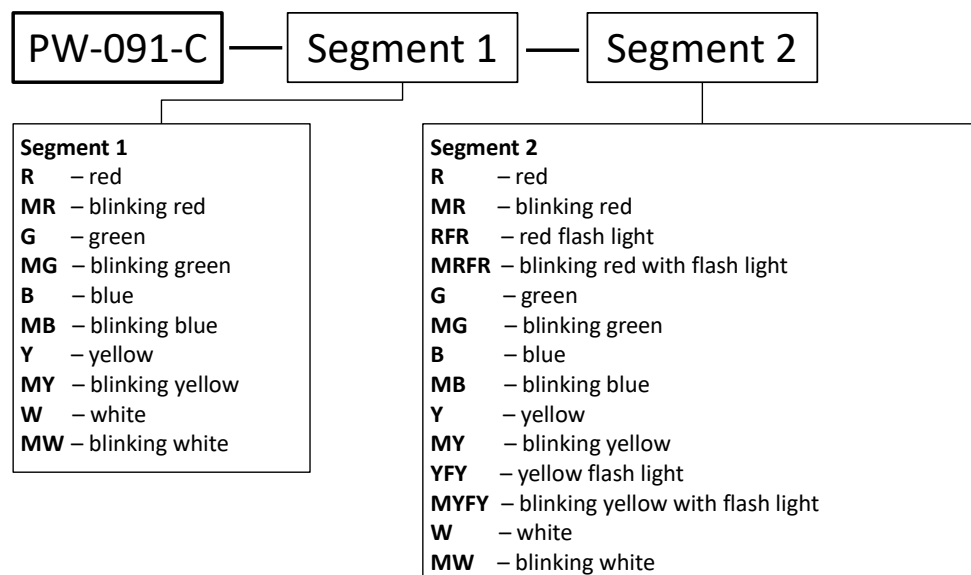 PW-091-C — Segment 1 — Segment 2
Segment 1
R – red
MR – blinking red
G – green
MG – blinking green
B – blue
MB – blinking blue
Y – yellow
MY – blinking yellow
W – white
MW – blinking white
Segment 2
R – red
MR – blinking red
RFR – red flash light
MRFR – blinking red with flash light
G – green
MG – blinking green
B – blue
MB – blinking blue
Y – yellow
MY – blinking yellow
YFY – yellow flash light
MYFY – blinking yellow with flash light
W – white
MW – blinking white